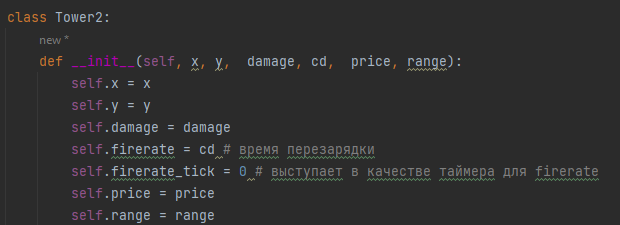 class Tower2:
new *
def __init__(self, x, y,  damage, cd,  price, range):
self.x = x
self.y = y
self.damage = damage
self.firerate = cd # время перезарядки
self.firerate_tick = 0 # выступает в качестве таймера для firerate
self.price = price
self.range = range